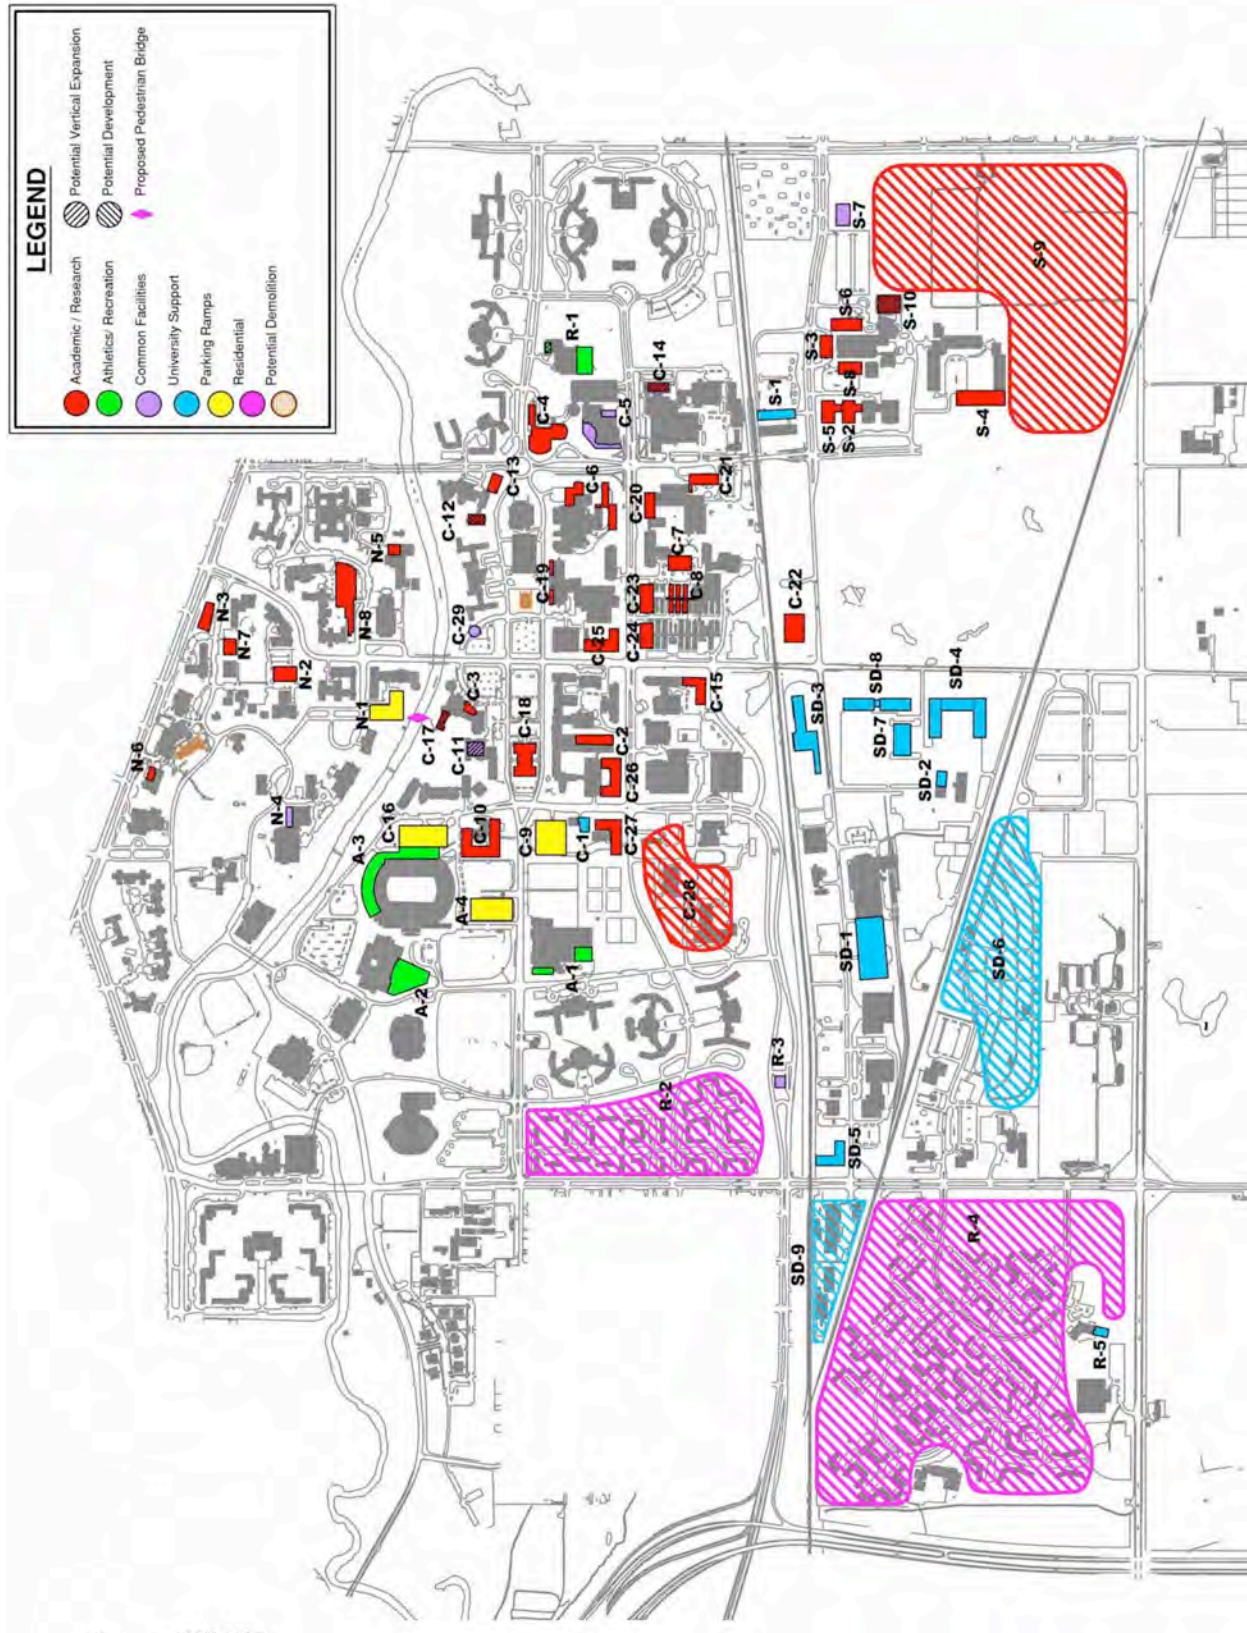 LEGEND
Academic / Research
Athletics/ Recreation
Common Facilities
University Support
Parking Ramps
Residential
Potential Demolition
Potential Vertical Expansion
Potential Development
Proposed Pedestrian Bridge
N-6
N-4
N-3
N-7
N-2
N-8
N-5
N-1
C-12
C-13
C-29
C-17
C-3
C-11
C-16
A-3
C-10
A-4
A-2
C-4
R-1
C-5
C-14
C-6
C-19
C-20
C-21
C-7
C-8
C-23
C-24
C-25
C-18
C-2
C-26
C-15
C-9
C-1
C-27
C-28
A-1
C-22
R-2
R-3
S-1
S-3
S-6
S-7
S-8
S-5
S-2
S-10
S-4
S-9
SD-3
SD-8
SD-7
SD-4
SD-2
SD-1
SD-6
SD-5
SD-9
R-4
R-5